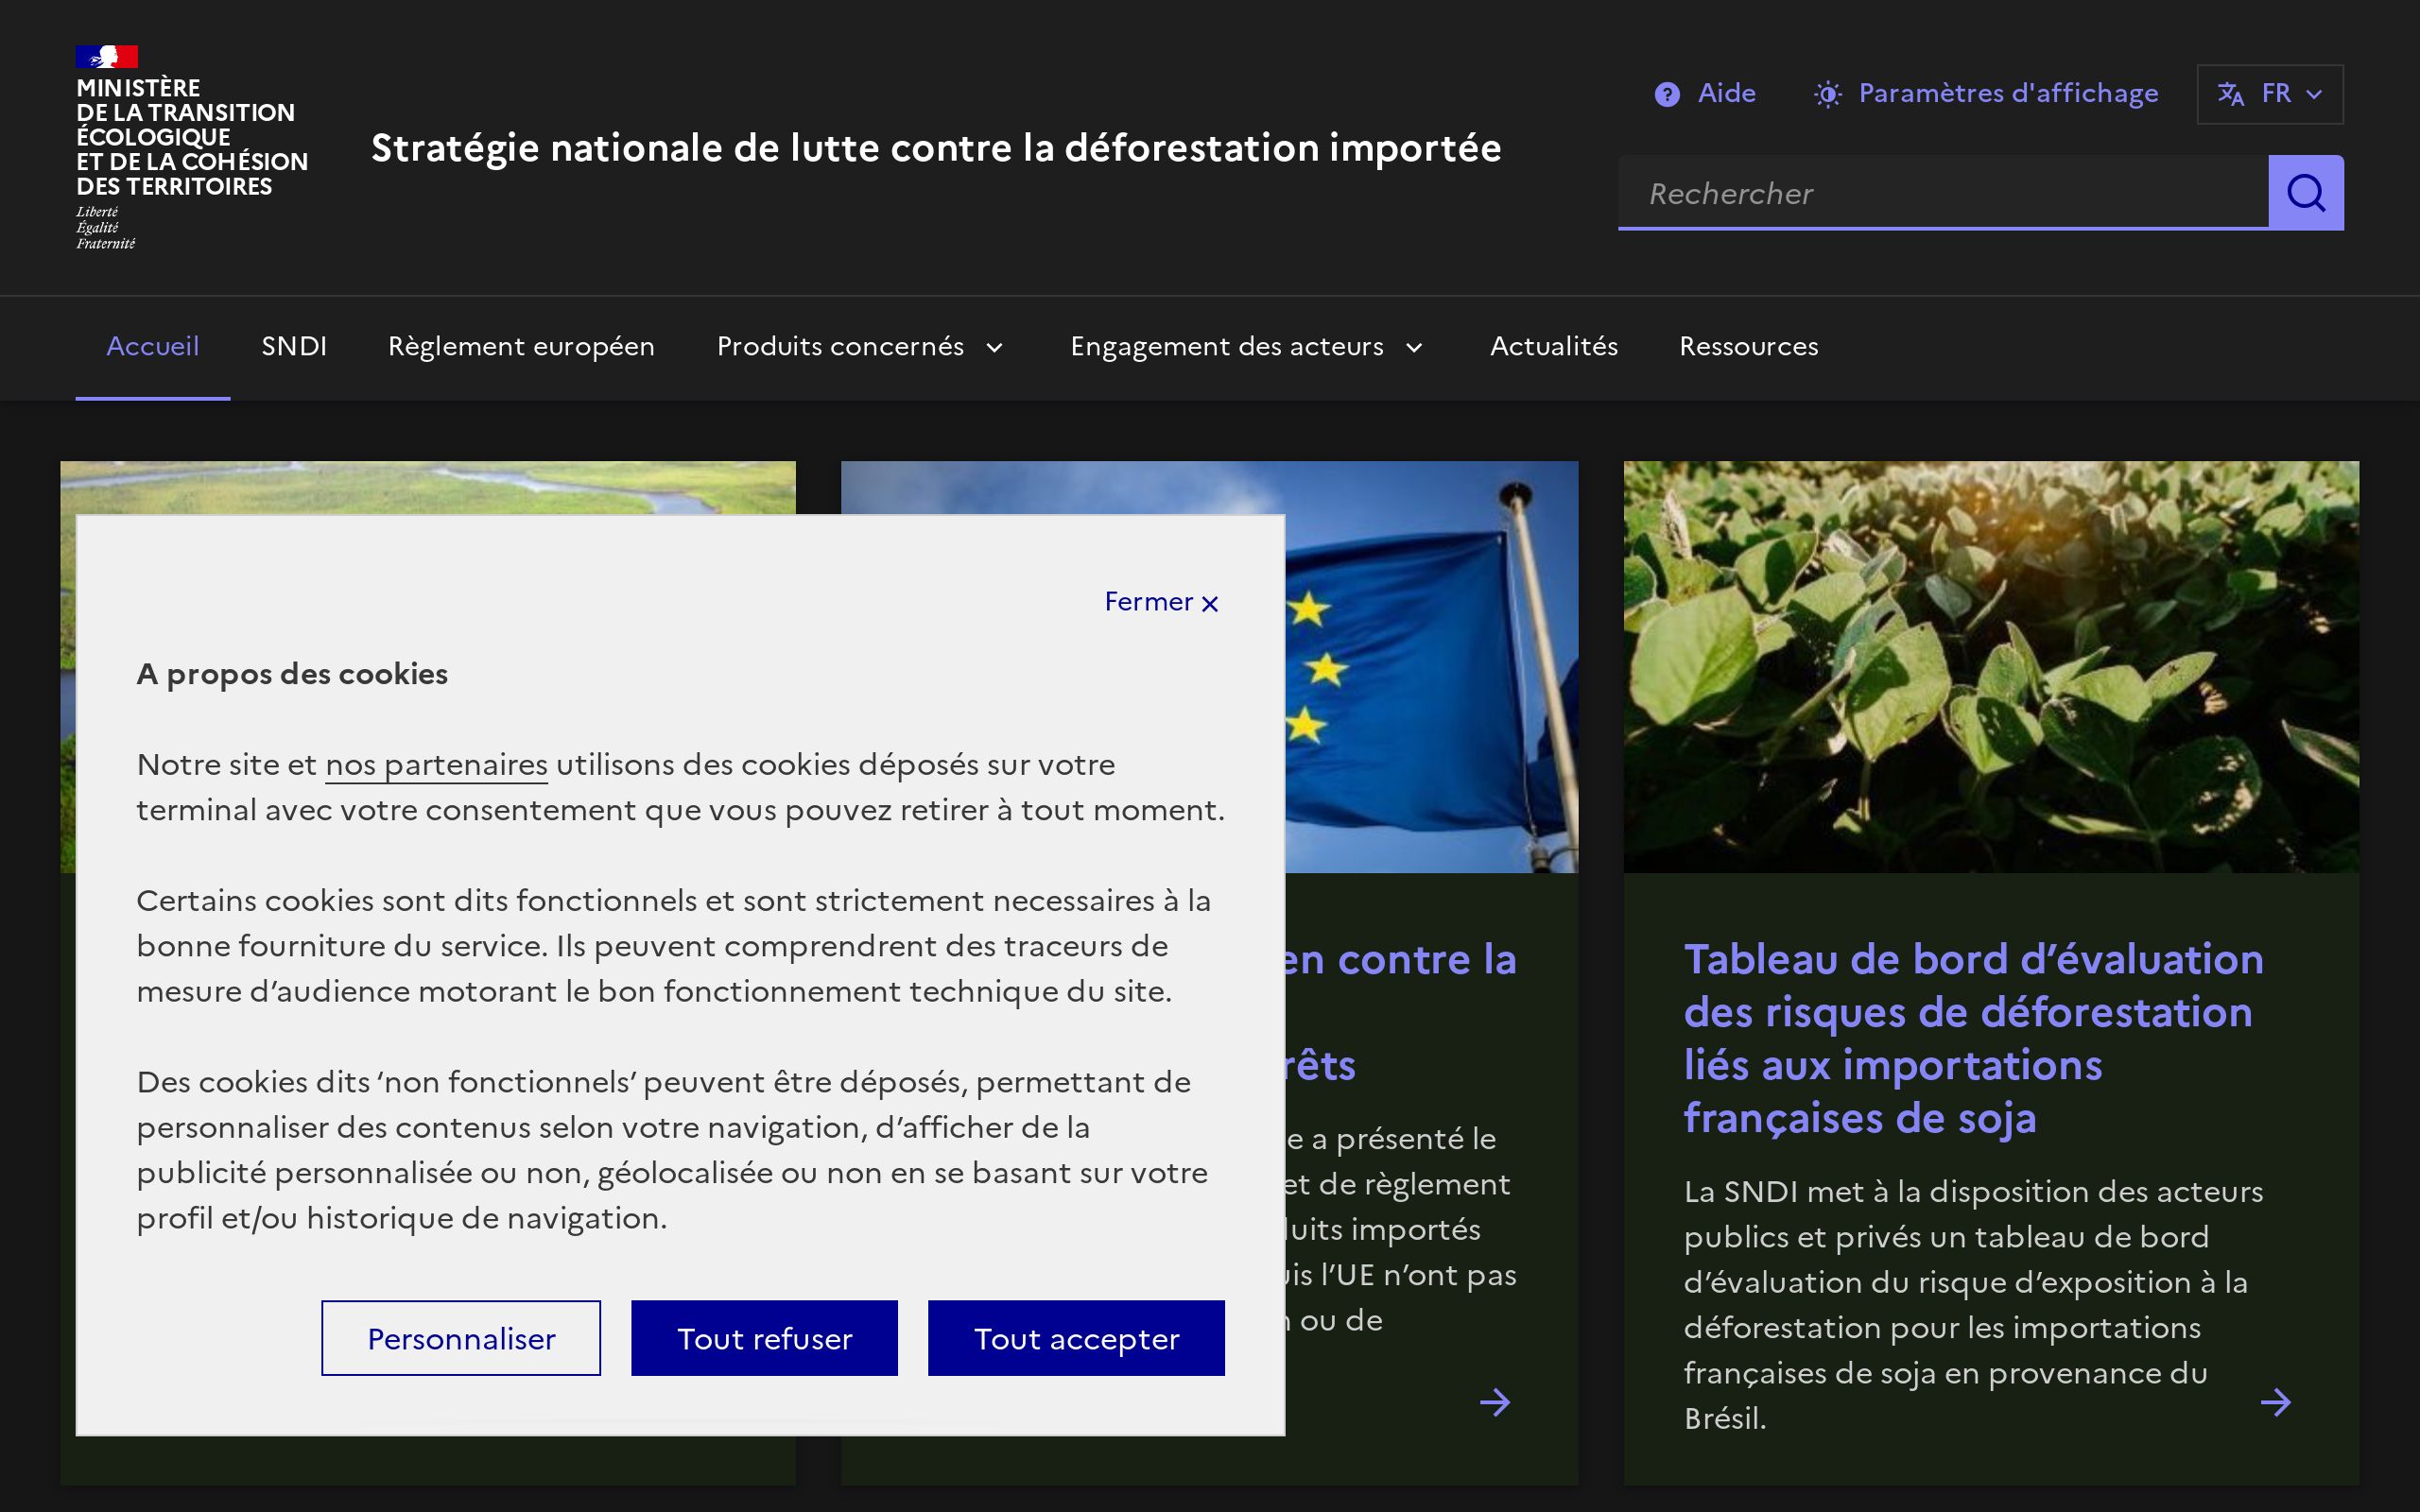 MINISTÈRE
DE LA TRANSITION
ÉCOLOGIQUE
ET DE LA COHÉSION
DES TERRITOIRES
Liberté
Égalité
Fraternité
Stratégie nationale de lutte contre la déforestation importée
Aide
Paramètres d'affichage
FR
Rechercher
Accueil
SNDI
Règlement européen
Produits concernés
Engagement des acteurs
Actualités
Ressources
Fermer
A propos des cookies
Notre site et nos partenaires utilisons des cookies déposés sur votre
terminal avec votre consentement que vous pouvez retirer à tout moment.
Certains cookies sont dits fonctionnels et sont strictement necessaires à la
bonne fourniture du service. Ils peuvent comprendrent des traceurs de
mesure d’audience motorant le bon fonctionnement technique du site.
Des cookies dits ‘non fonctionnels’ peuvent être déposés, permettant de
personnaliser des contenus selon votre navigation, d’afficher de la
publicité personnalisée ou non, géolocalisée ou non en se basant sur votre
profil et/ou historique de navigation.
Personnaliser
Tout refuser
Tout accepter
contre la
a présenté le
de règlement
importés
l’UE n’ont pas
ou de
Tableau de bord d’évaluation
des risques de déforestation
liés aux importations
françaises de soja
La SNDI met à la disposition des acteurs
publics et privés un tableau de bord
d’évaluation du risque d’exposition à la
déforestation pour les importations
françaises de soja en provenance du
Brésil.